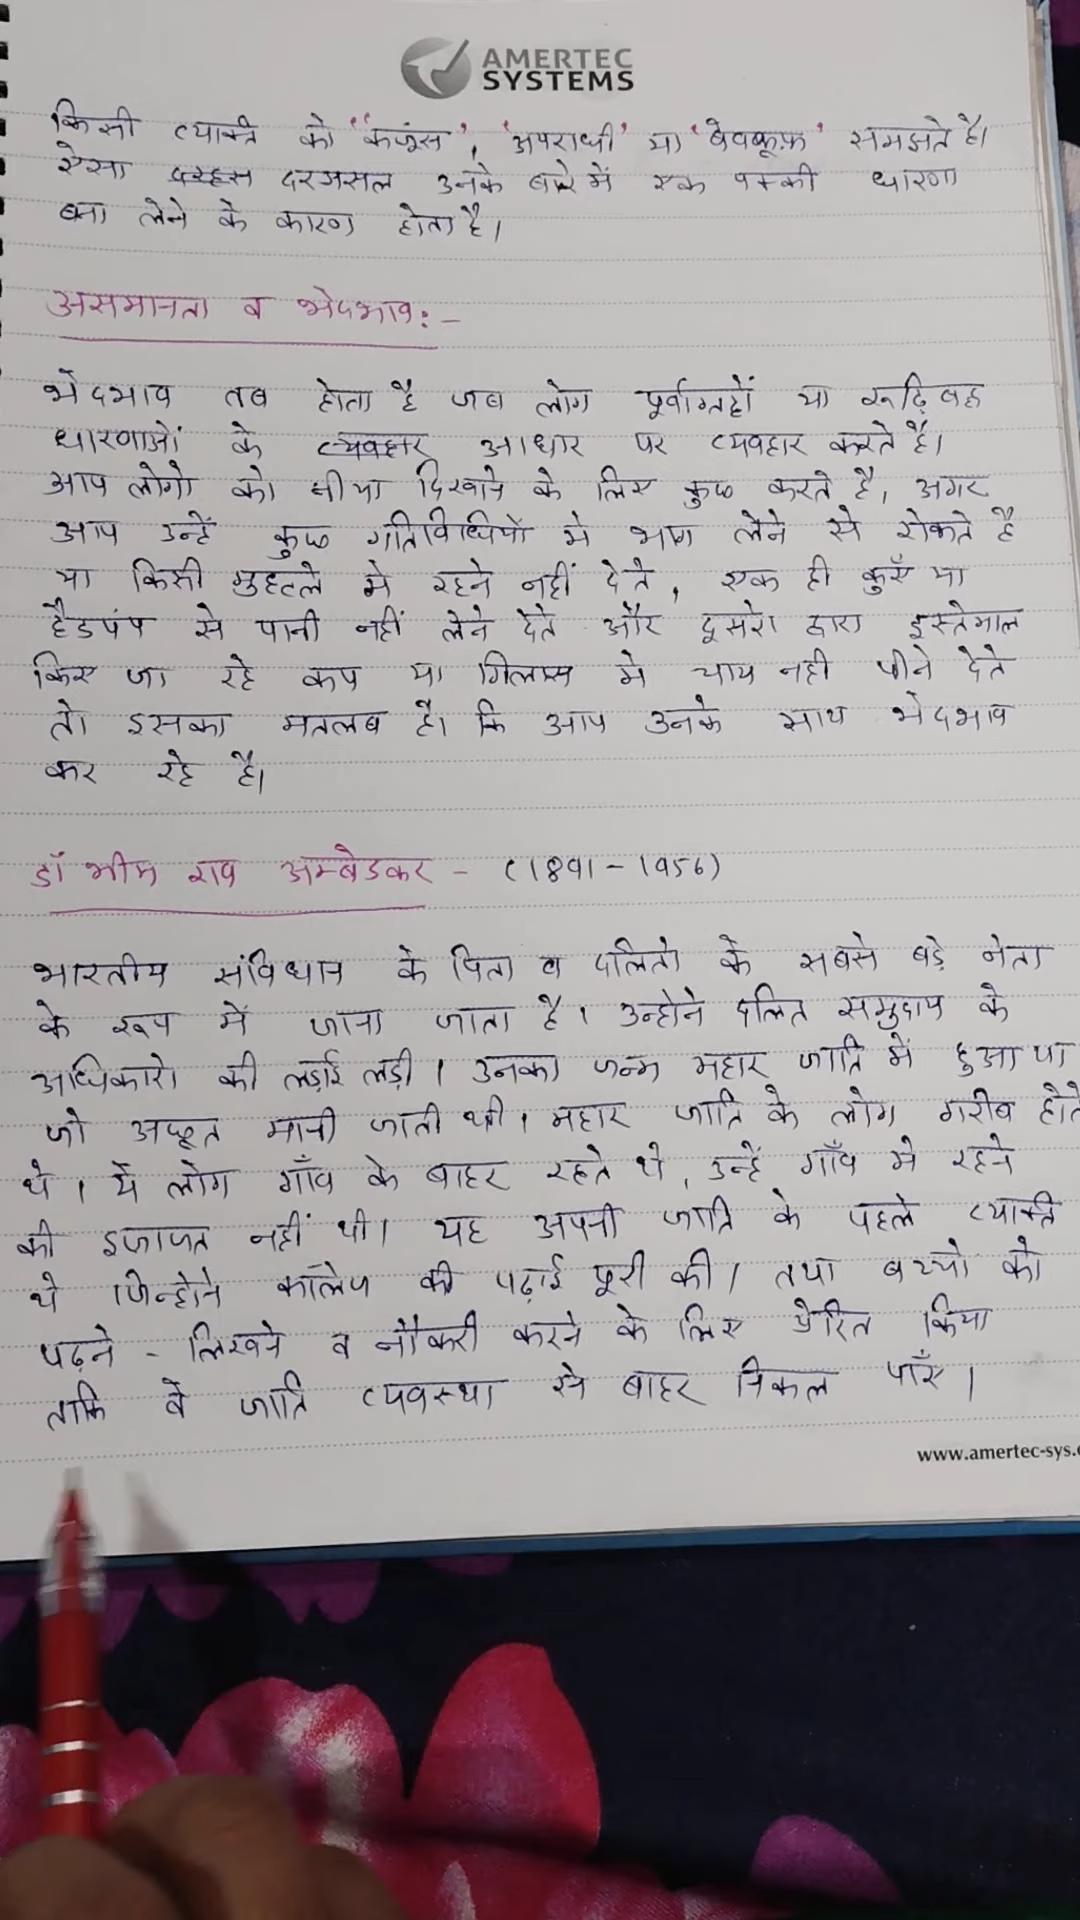 AMERTEC
SYSTEMS
किसी व्यक्ति को 'कंजूस', 'अपराधी' या 'बेवकूफ़' समझते है।
ऐसा दरअसल उनके बारे में एक पक्की धारणा
बना लेने के कारण होता है।
असमानता व भेदभाव:-
भेदभाव तब होता है जब लोग पूर्वाग्रहों या रूढ़िबद्ध
धारणाओं के व्यवहार आधार पर व्यवहार करते है।
आप लोगो को नीचा दिखाने के लिए कुछ करते है, अगर
आप उन्हें कुछ गतिविधियों मे भाग लेने से रोकते है
या किसी मुहल्ले मे रहने नहीं देते, एक ही कुएँ या
हैडपंप से पानी नहीं लेने देते और दूसरो द्वारा इस्तेमाल
किए जा रहे कप या गिलास मे चाय नही पीने देते
तो इसका मतलब है। कि आप उनके साथ भेदभाव
कर रहे है।
डॉ भीम राव अम्बेडकर - (1891-1956)
भारतीय संविधान के पिता व दलितो के सबसे बड़े नेता
के रूप में जाना जाता है। उन्होने दलित समुदाय के
अधिकारो की लड़ाई लड़ी। उनका जन्म महार जाति में हुआ था
जो अछूत मानी जाती थी। महार जाति के लोग गरीब होते
थे। ये लोग गाँव के बाहर रहते थे, उन्हें गाँव मे रहने
की इजाजत नहीं थी। यह अपनी जाति के पहले व्यक्ति
थे जिन्होने कॉलेज की पढ़ाई पूरी की। तथा बच्चो को
पढ़ने - लिखने व नौकरी करने के लिए प्रेरित किया
ताकि वे जाति व्यवस्था से बाहर निकल पाएँ।
www.amertec-sys.